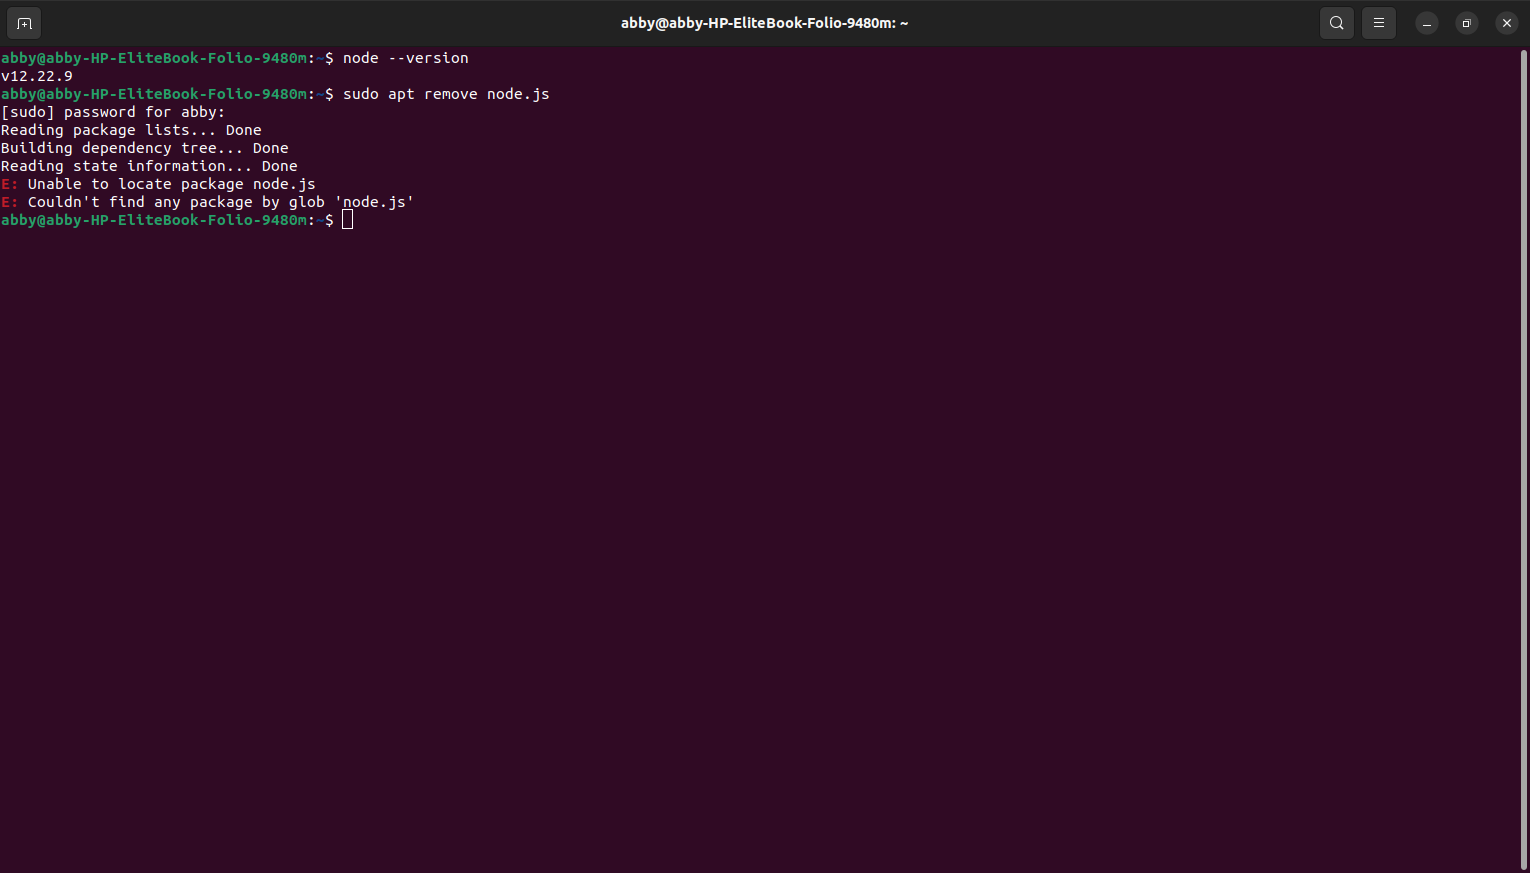 abby@abby-HP-EliteBook-Folio-9480m: ~
abby@abby-HP-EliteBook-Folio-9480m:~$ node --version
v12.22.9
abby@abby-HP-EliteBook-Folio-9480m:~$ sudo apt remove node.js
[sudo] password for abby:
Reading package lists... Done
Building dependency tree... Done
Reading state information... Done
E: Unable to locate package node.js
E: Couldn't find any package by glob 'node.js'
abby@abby-HP-EliteBook-Folio-9480m:~$